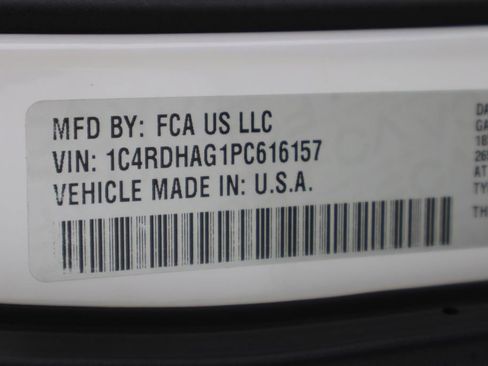 MFD BY: FCA US LLC
VIN: 1C4RDHAG1PC616157
VEHICLE MADE IN: U.S.A.